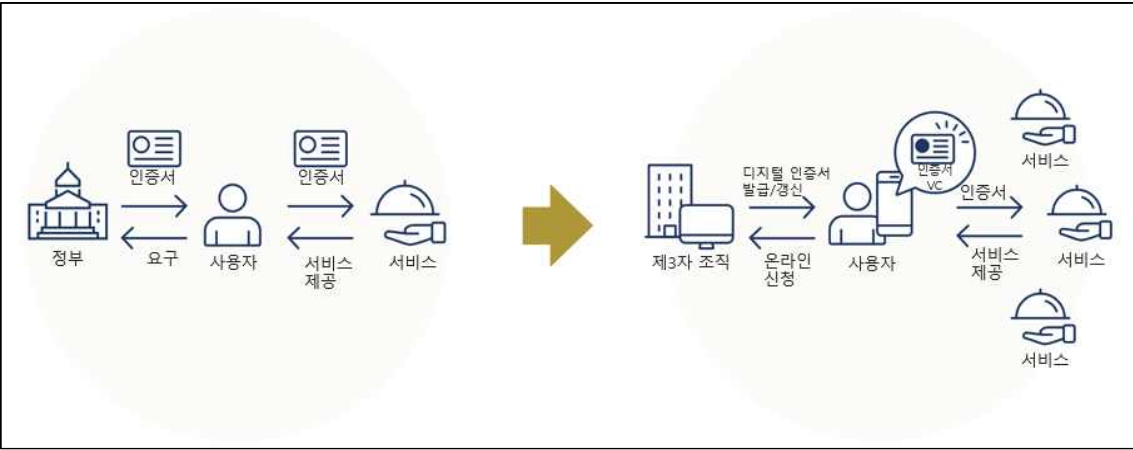 인증서
인증서
정부
요구
사용자
서비스
제공
서비스
디지털 인증서
발급/갱신
인증서
VC
인증서
제3자 조직
온라인
신청
사용자
서비스
제공
서비스
서비스
서비스